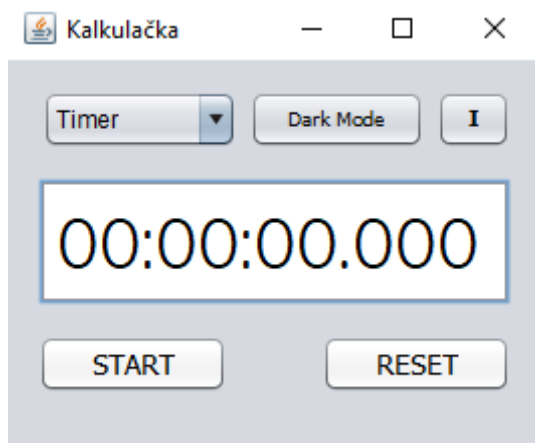 Kalkulačka
Timer Dark Mode I
00:00:00.000
START RESET